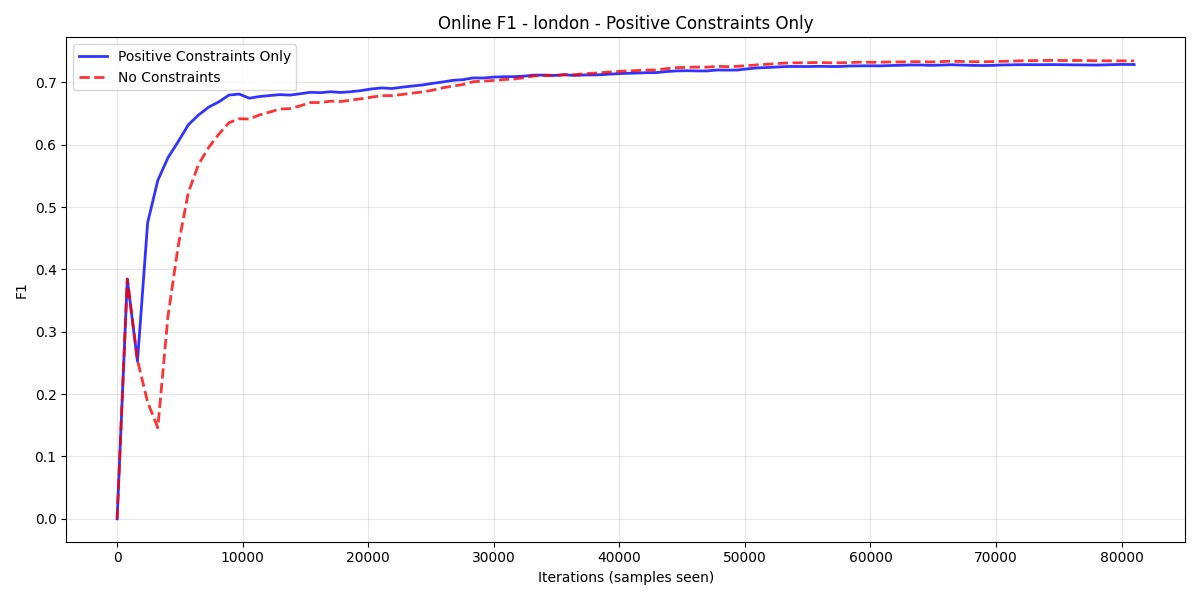 Online F1 - london - Positive Constraints Only
Positive Constraints Only
No Constraints
F1
0.7
0.6
0.5
0.4
0.3
0.2
0.1
0.0
0 10000 20000 30000 40000 50000 60000 70000 80000
Iterations (samples seen)